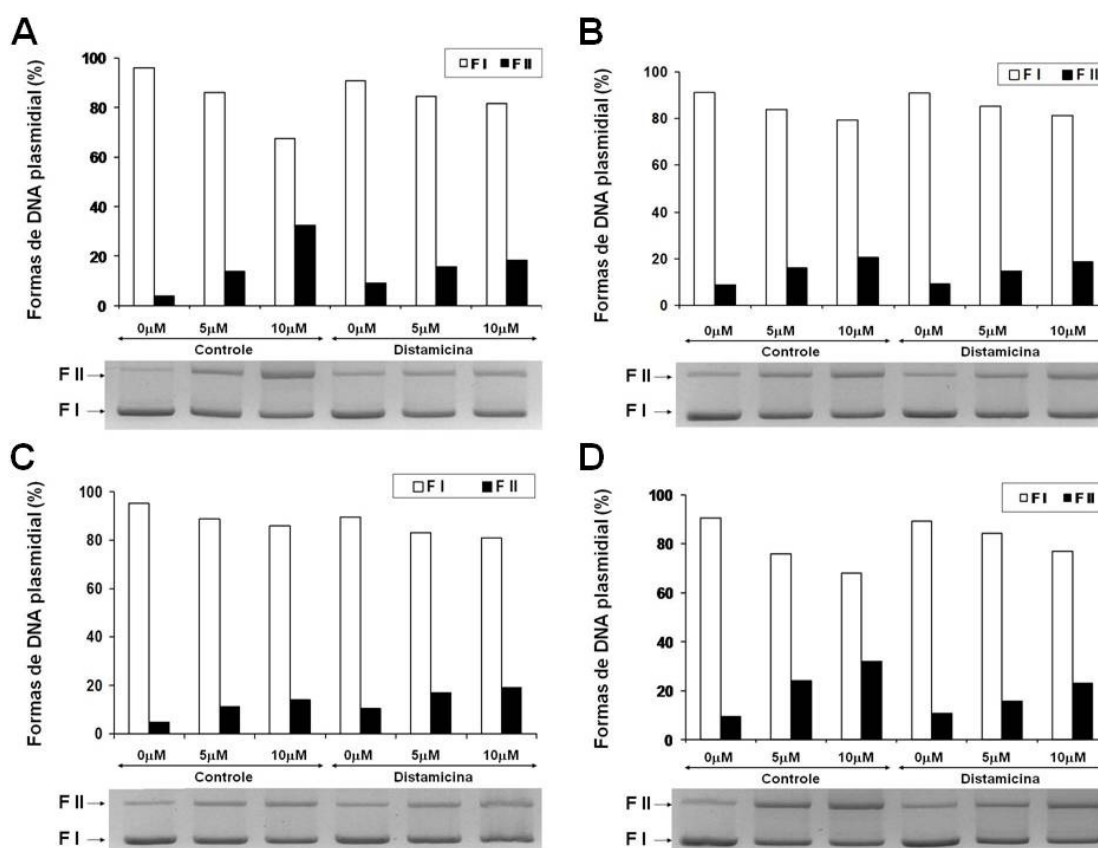 A
Formas de DNA plasmidial (%)
F I F II
100
80
60
40
20
0
0µM 5µM 10µM 0µM 5µM 10µM
Controle Distamicina
F II
F I
B
Formas de DNA plasmidial (%)
F I F II
100
80
60
40
20
0
0µM 5µM 10µM 0µM 5µM 10µM
Controle Distamicina
F II
F I
C
Formas de DNA plasmidial (%)
F I F II
100
80
60
40
20
0
0µM 5µM 10µM 0µM 5µM 10µM
Controle Distamicina
F II
F I
D
Formas de DNA plasmidial (%)
F I F II
100
80
60
40
20
0
0µM 5µM 10µM 0µM 5µM 10µM
Controle Distamicina
F II
F I